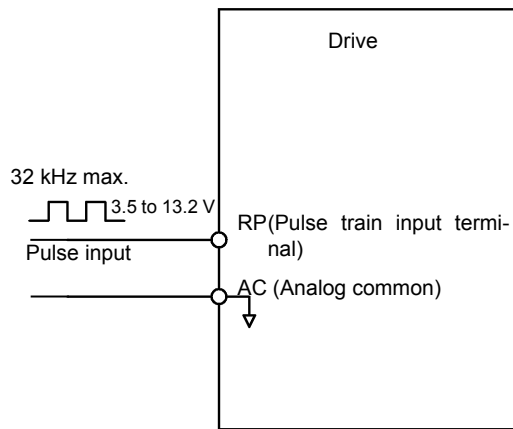 Drive
32 kHz max.
3.5 to 13.2 V
RP(Pulse train input termi-
nal)
Pulse input
AC (Analog common)